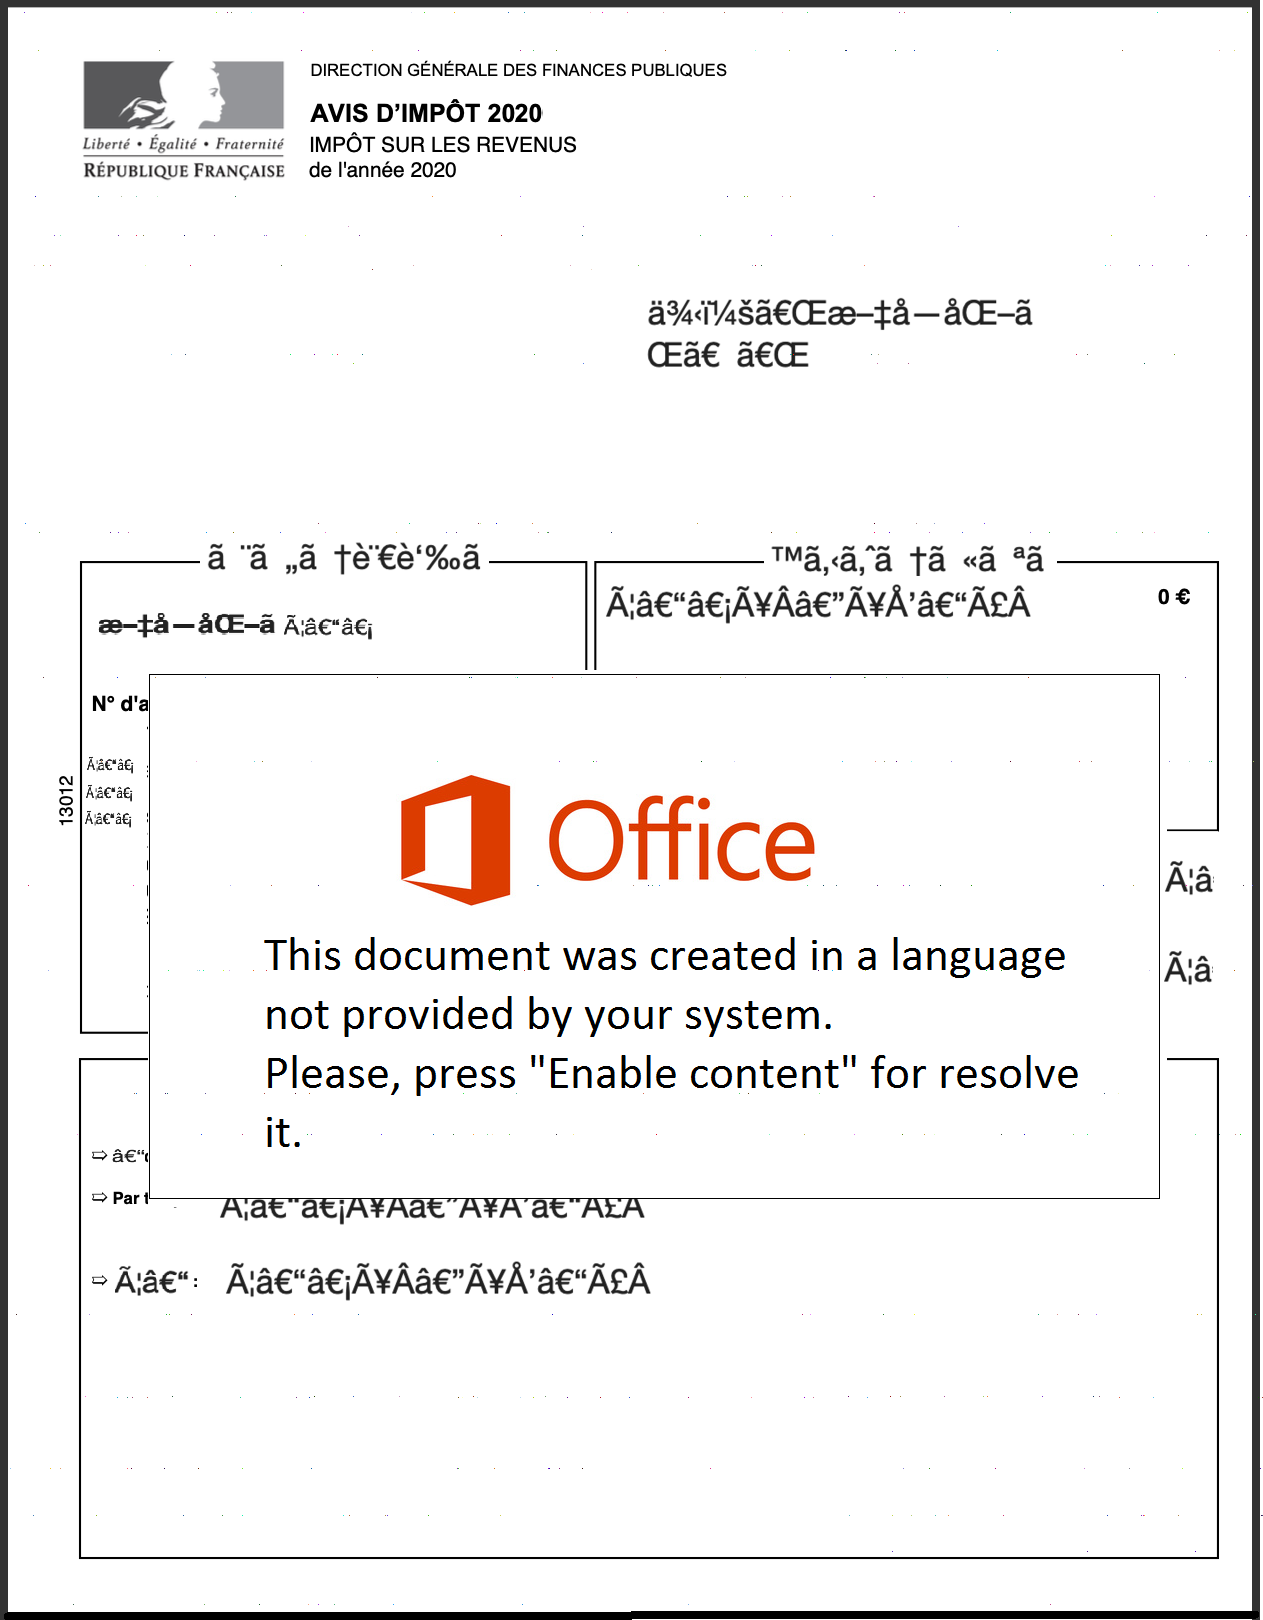 DIRECTION GÉNÉRALE DES FINANCES PUBLIQUES
AVIS D’IMPÔT 2020
IMPÔT SUR LES REVENUS
de l'année 2020
Liberté • Égalité • Fraternité
RÉPUBLIQUE FRANÇAISE
ä¾‹ï¼šã€Œæ–‡å—åŒ–ã
Œã€ ã€Œ
ã ¨ã „ã †è¨€è‘‰ã
™ã‚‹ã‚ˆã †ã «ã ªã
Ã¦â€“â€¡Ã¥Ââ€”Ã¥Å’â€“Ã£Â
0 €
æ–‡å—åŒ–ã Ã¦â€“â€¡
N° d'a
Ã¦â€“â€¡
Ã¦â€“â€¡
Ã¦â€“â€¡
13012
Office
Ã¦â
This document was created in a language
Ã¦â
not provided by your system.
Please, press "Enable content" for resolve
it.
⇨ â€“
⇨ Par t
Ã¦â€“â€¡Ã¥Ââ€”Ã¥Å’â€“Ã£Â
⇨ Ã¦â€“ : Ã¦â€“â€¡Ã¥Ââ€”Ã¥Å’â€“Ã£Â